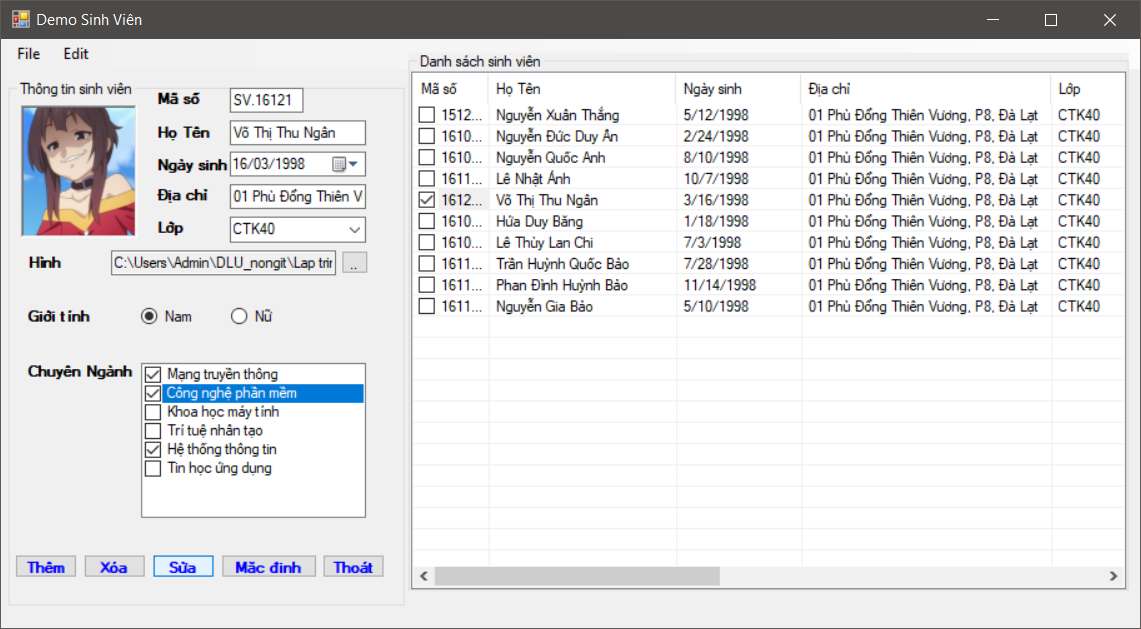 Demo Sinh Viên
File Edit
Thông tin sinh viên
Mã số SV.16121
Họ Tên Võ Thị Thu Ngân
Ngày sinh 16/03/1998
Địa chỉ 01 Phù Đổng Thiên V
Lớp CTK40
Hình C:\Users\Admin\DLU_nongit\Lap trir ..
Giới tính Nam Nữ
Chuyên Ngành
Mạng truyền thông
Công nghệ phần mềm
Khoa học máy tính
Trí tuệ nhân tạo
Hệ thống thông tin
Tin học ứng dụng
Thêm Xóa Sửa Mặc định Thoát
Danh sách sinh viên
Mã số Họ Tên Ngày sinh Địa chỉ Lớp
1512... Nguyễn Xuân Thắng 5/12/1998 01 Phù Đổng Thiên Vương, P8, Đà Lạt CTK40
1610... Nguyễn Đức Duy Ân 2/24/1998 01 Phù Đổng Thiên Vương, P8, Đà Lạt CTK40
1610... Nguyễn Quốc Anh 8/10/1998 01 Phù Đổng Thiên Vương, P8, Đà Lạt CTK40
1611... Lê Nhật Ánh 10/7/1998 01 Phù Đổng Thiên Vương, P8, Đà Lạt CTK40
1612... Võ Thị Thu Ngân 3/16/1998 01 Phù Đổng Thiên Vương, P8, Đà Lạt CTK40
1610... Hứa Duy Băng 1/18/1998 01 Phù Đổng Thiên Vương, P8, Đà Lạt CTK40
1610... Lê Thùy Lan Chi 7/3/1998 01 Phù Đổng Thiên Vương, P8, Đà Lạt CTK40
1611... Trần Huỳnh Quốc Bảo 7/28/1998 01 Phù Đổng Thiên Vương, P8, Đà Lạt CTK40
1611... Phan Đình Huỳnh Bảo 11/14/1998 01 Phù Đổng Thiên Vương, P8, Đà Lạt CTK40
1611... Nguyễn Gia Bảo 5/10/1998 01 Phù Đổng Thiên Vương, P8, Đà Lạt CTK40